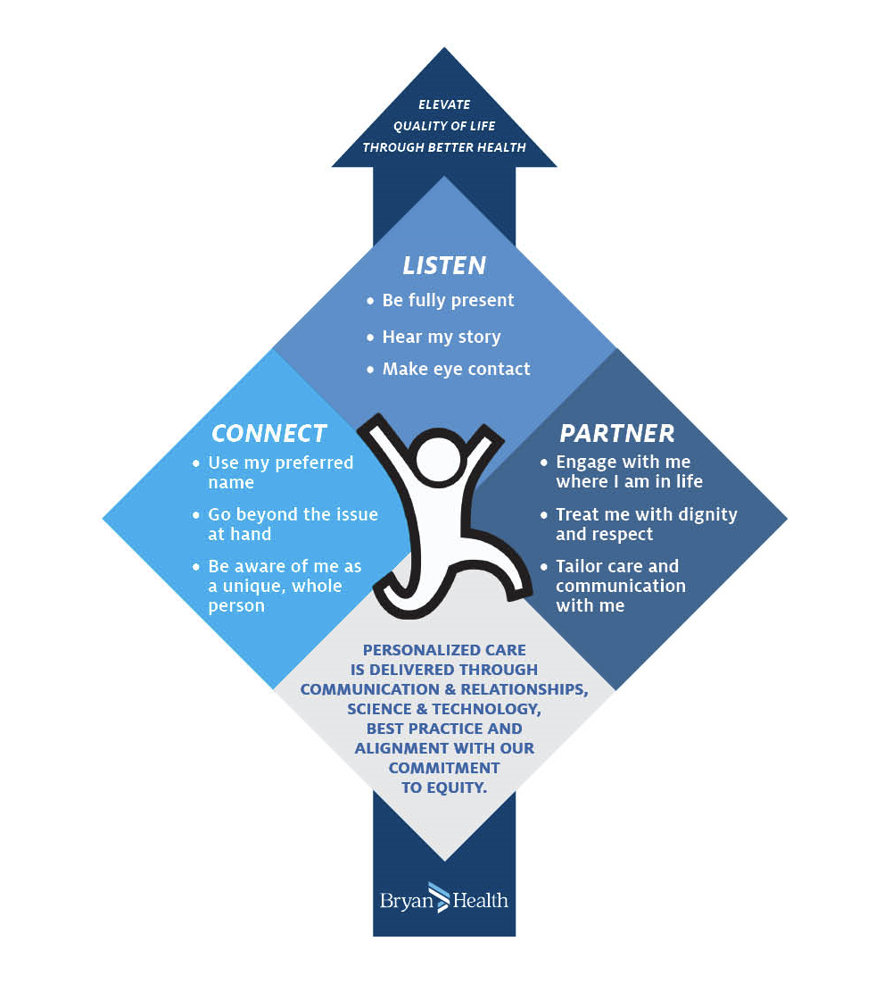 ELEVATE
QUALITY OF LIFE
THROUGH BETTER HEALTH
LISTEN
• Be fully present
• Hear my story
• Make eye contact
CONNECT
• Use my preferred
name
• Go beyond the issue
at hand
• Be aware of me as
a unique, whole
person
PARTNER
• Engage with me
where I am in life
• Treat me with dignity
and respect
• Tailor care and
communication
with me
PERSONALIZED CARE
IS DELIVERED THROUGH
COMMUNICATION & RELATIONSHIPS,
SCIENCE & TECHNOLOGY,
BEST PRACTICE AND
ALIGNMENT WITH OUR
COMMITMENT
TO EQUITY.
Bryan Health